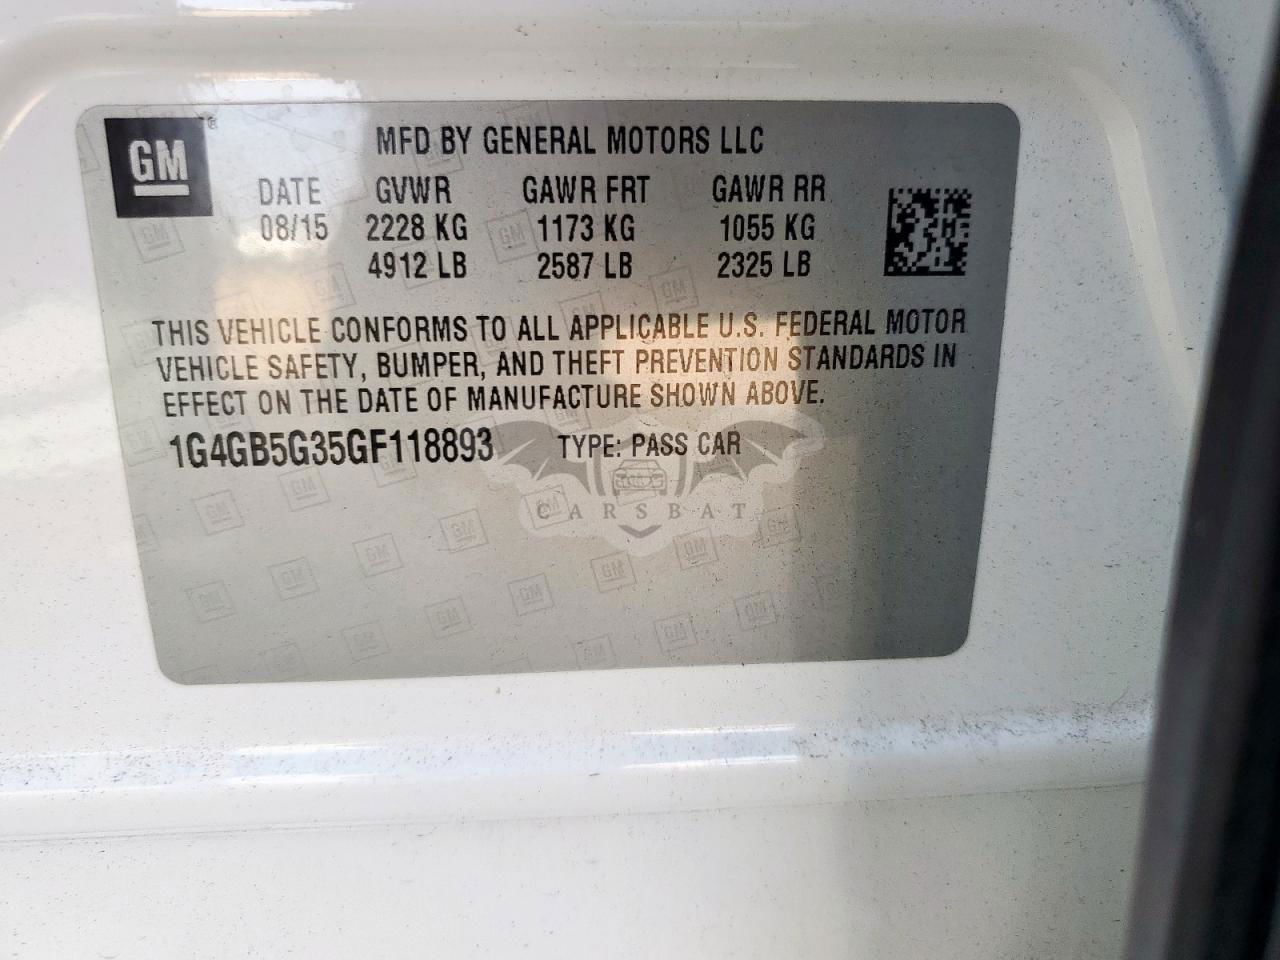 GM
MFD BY GENERAL MOTORS LLC
DATE GVWR GAWR FRT GAWR RR
08/15 2228 KG 1173 KG 1055 KG
4912 LB 2587 LB 2325 LB
THIS VEHICLE CONFORMS TO ALL APPLICABLE U.S. FEDERAL MOTOR
VEHICLE SAFETY, BUMPER, AND THEFT PREVENTION STANDARDS IN
EFFECT ON THE DATE OF MANUFACTURE SHOWN ABOVE.
1G4GB5G35GF118893 TYPE: PASS CAR
CARSBAT